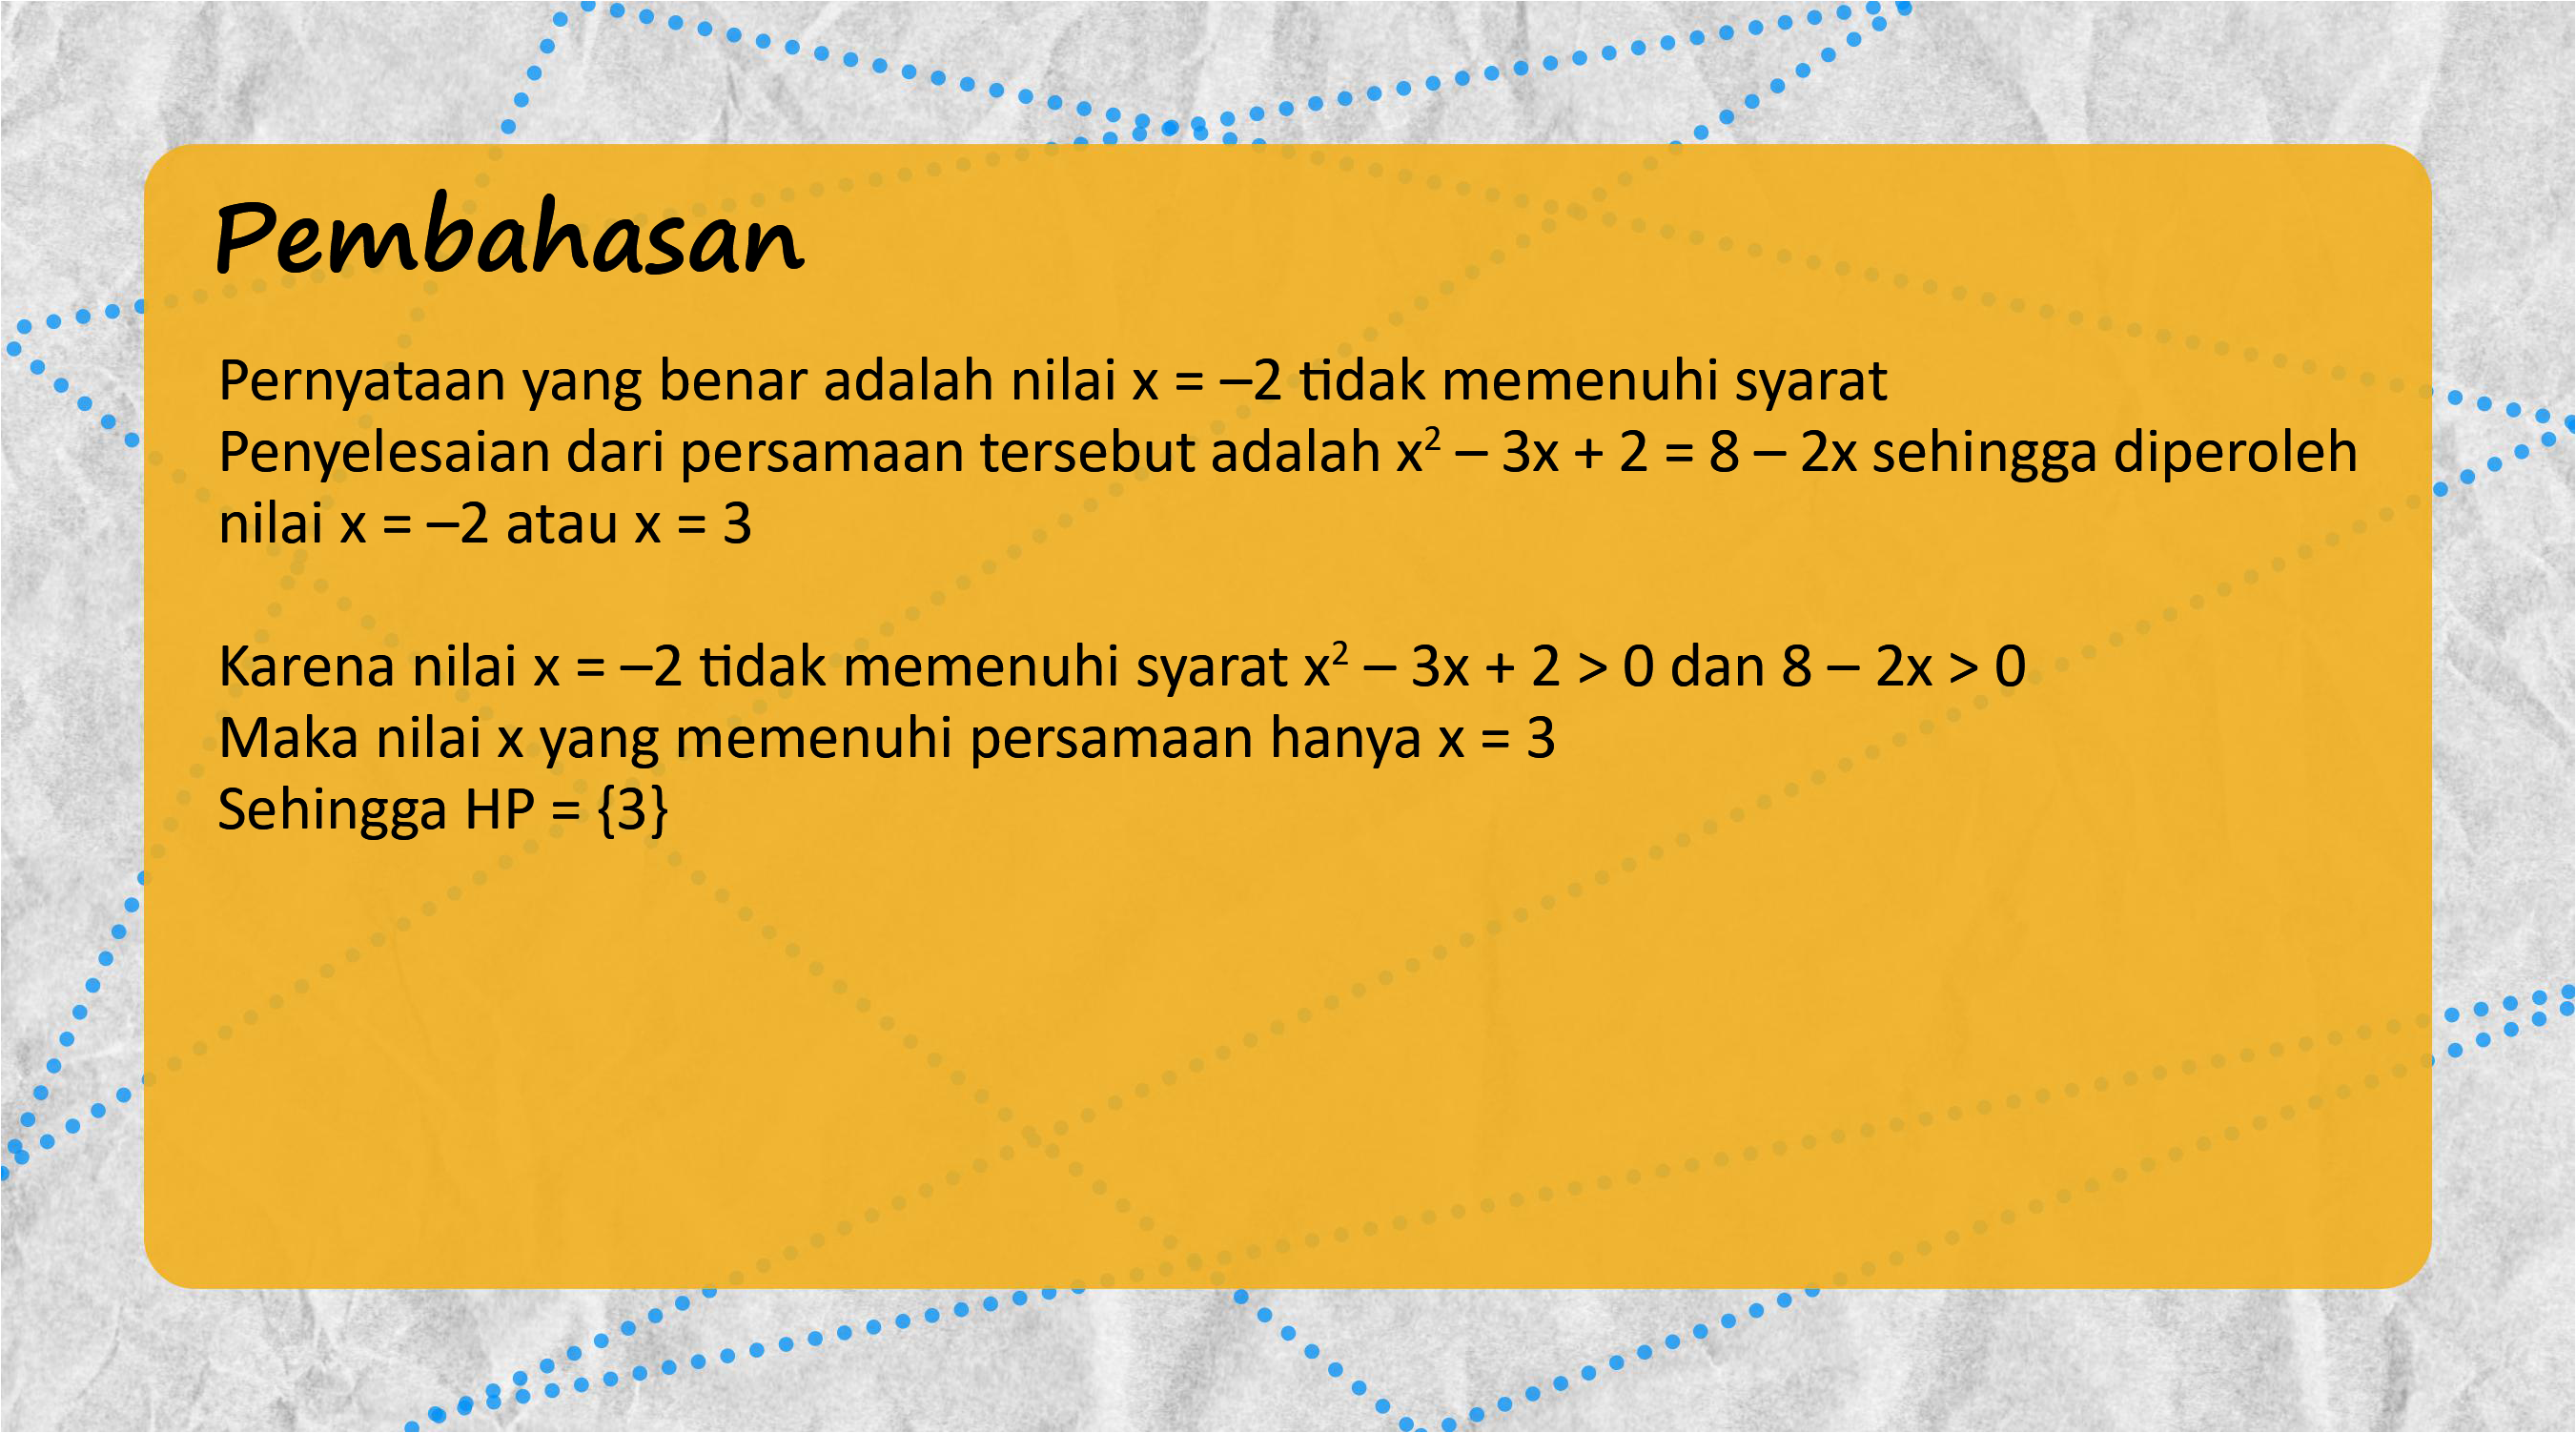 Pembahasan
Pernyataan yang benar adalah nilai x = –2 tidak memenuhi syarat
Penyelesaian dari persamaan tersebut adalah x² – 3x + 2 = 8 – 2x sehingga diperoleh
nilai x = –2 atau x = 3
Karena nilai x = –2 tidak memenuhi syarat x² – 3x + 2 > 0 dan 8 – 2x > 0
Maka nilai x yang memenuhi persamaan hanya x = 3
Sehingga HP = {3}